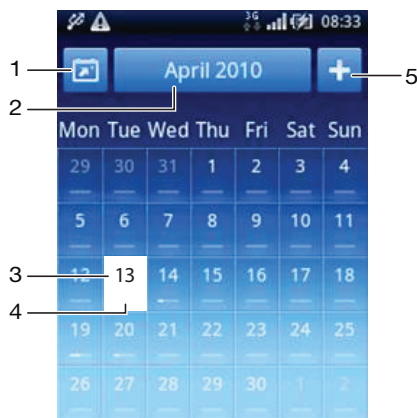 3G 08:33
1 April 2010 5
2
Mon Tue Wed Thu Fri Sat Sun
29 30 31 1 2 3 4
5 6 7 8 9 10 11
3 12 13 14 15 16 17 18
4
19 20 21 22 23 24 25
26 27 28 29 30 1 2